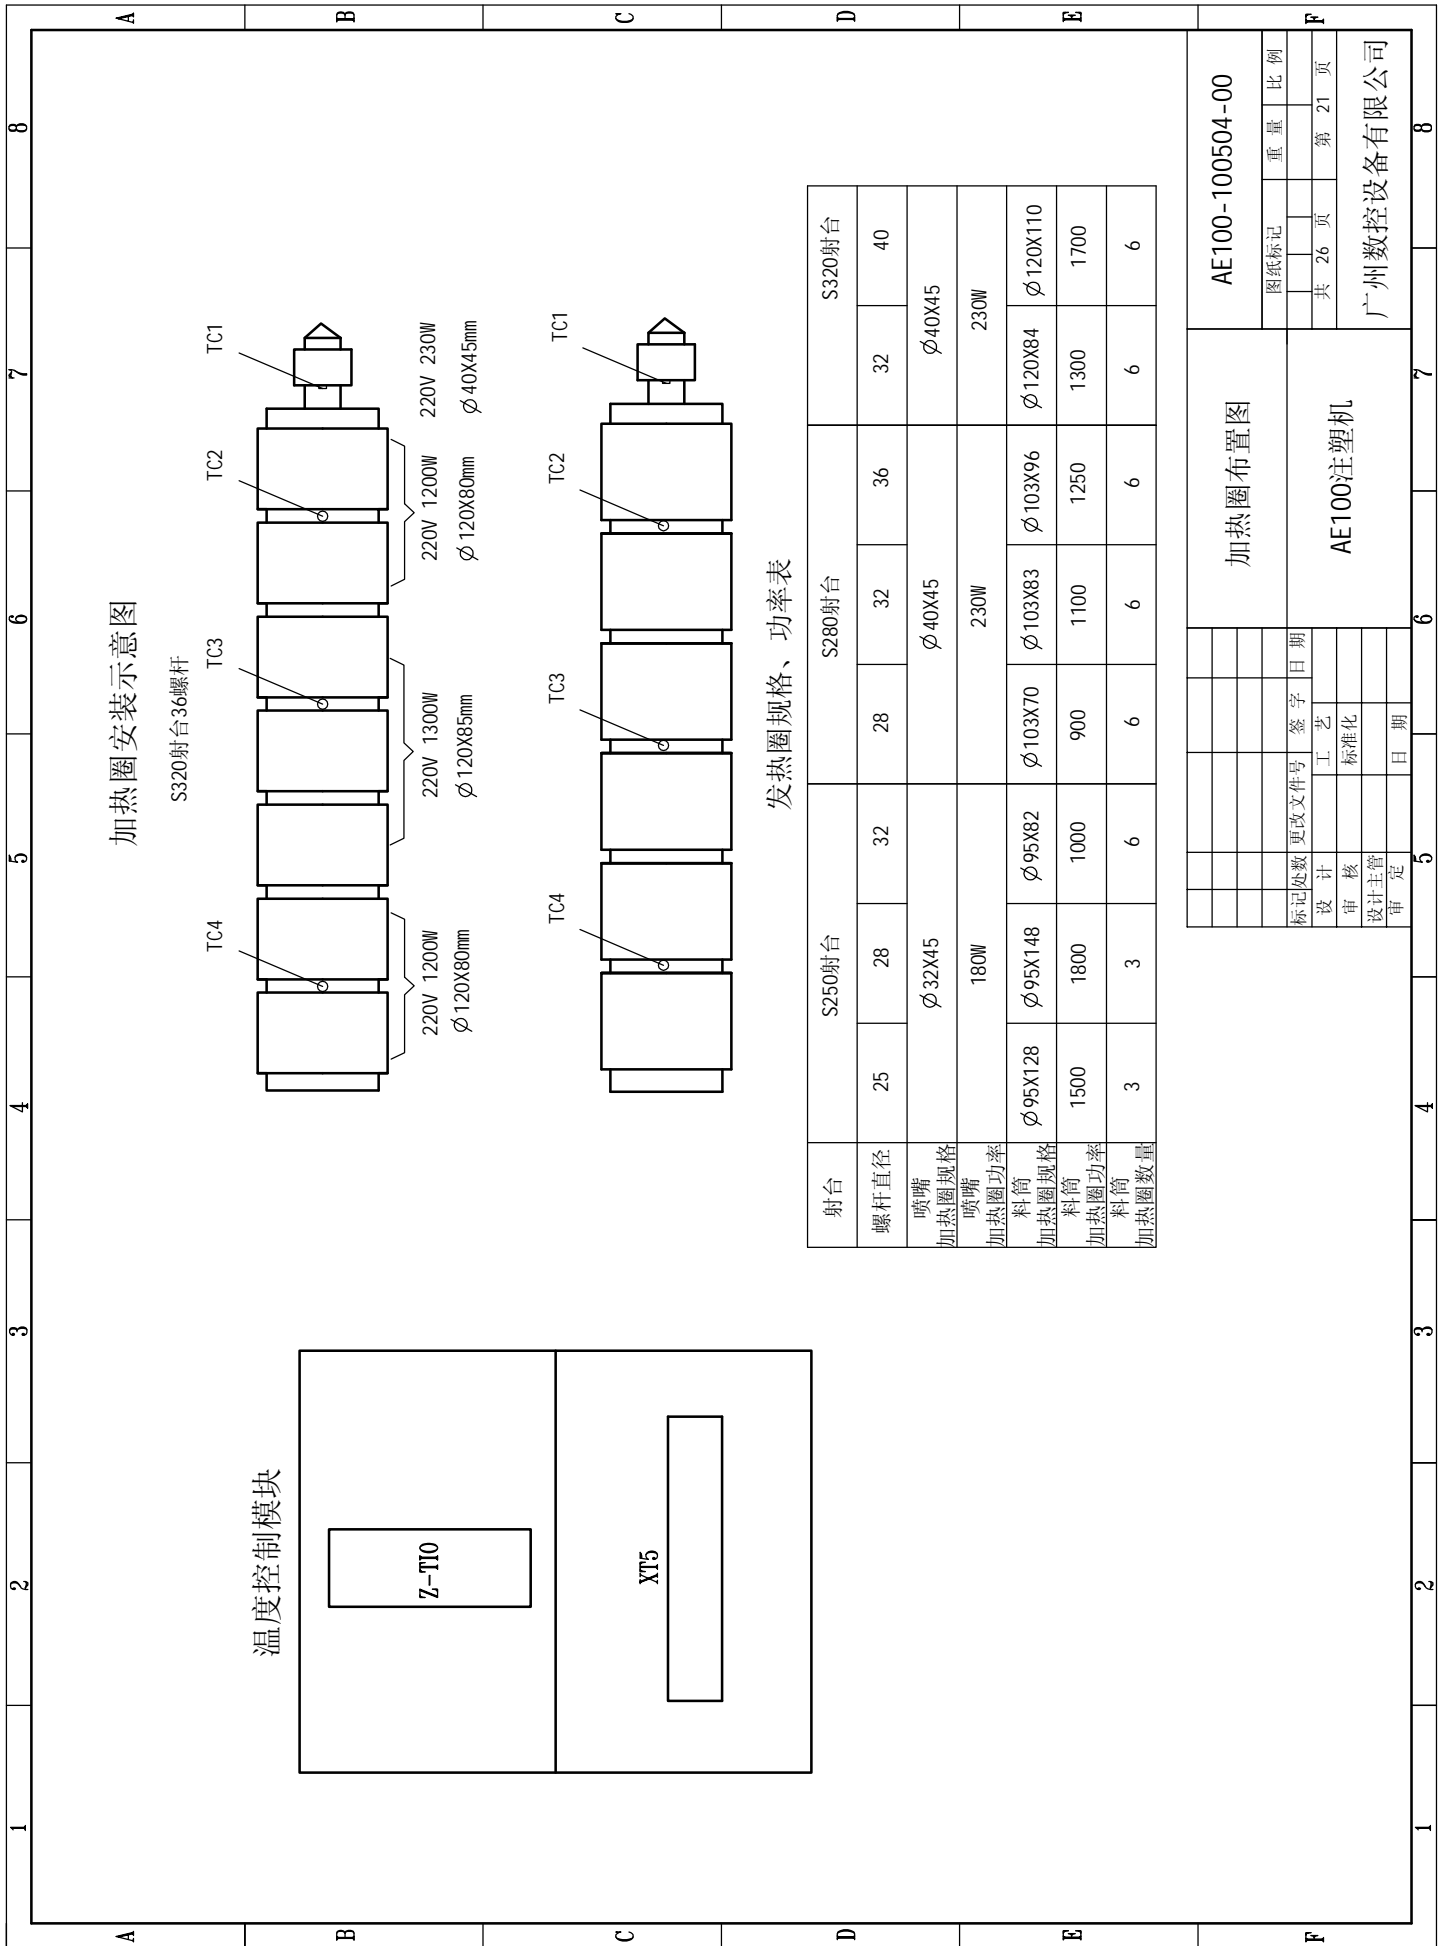 1 2 3 4 5 6 7 8
A
B
C
D
E
F
加热圈安装示意图
S320射台36螺杆
TC4 TC3 TC2 TC1
220V 1200W 220V 1300W 220V 1200W 220V 230W
Ø120X80mm Ø120X85mm Ø120X80mm Ø40X45mm
TC4 TC3 TC2 TC1
温度控制模块
Z-TIO
XT5
发热圈规格、功率表
射台 S250射台 S280射台 S320射台
螺杆直径 25 28 32 28 32 36 32 40
喷嘴
加热圈规格 Ø32X45 Ø40X45 Ø40X45
喷嘴
加热圈功率 180W 230W 230W
料筒
加热圈规格 Ø95X128 Ø95X148 Ø95X82 Ø103X70 Ø103X83 Ø103X96 Ø120X84 Ø120X110
料筒
加热圈功率 1500 1800 1000 900 1100 1250 1300 1700
料筒
加热圈数量 3 3 6 6 6 6 6 6
标记 处数 更改文件号 签 字 日 期
设 计 工 艺
审 核 标准化
设计主管
审 定 日 期
加热圈布置图
AE100注塑机
AE100-100504-00
图纸标记 重 量 比 例
共 26 页 第 21 页
广州数控设备有限公司
A
B
C
D
E
F
1 2 3 4 5 6 7 8